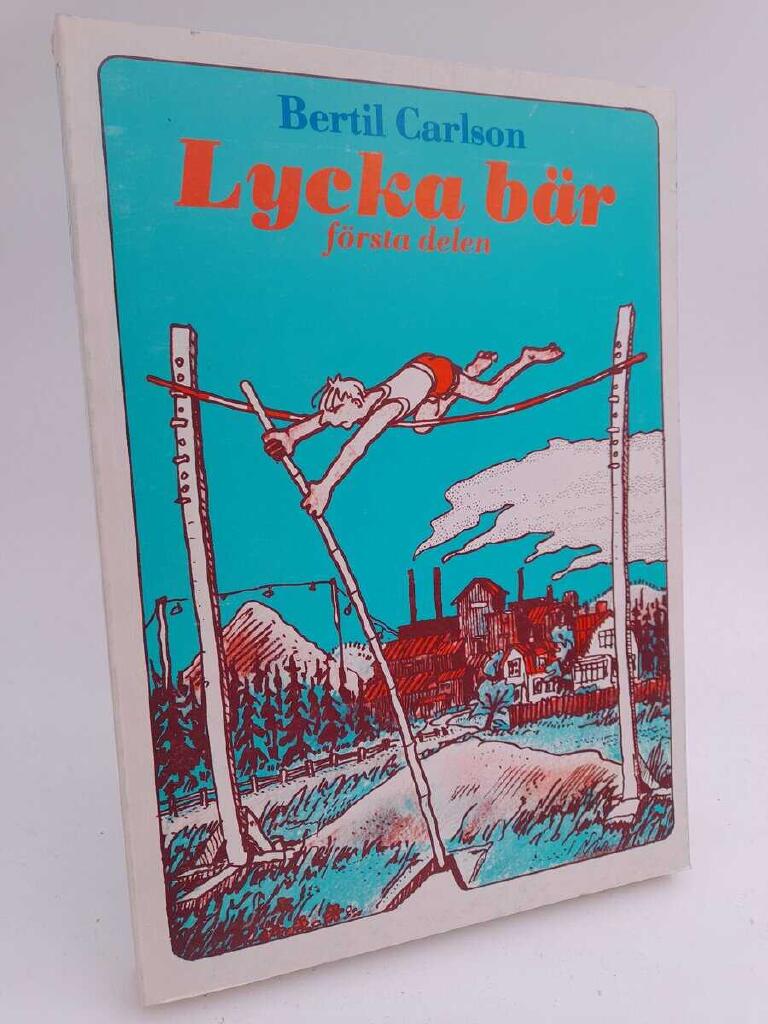 Bertil Carlson
Lycka bär
första delen